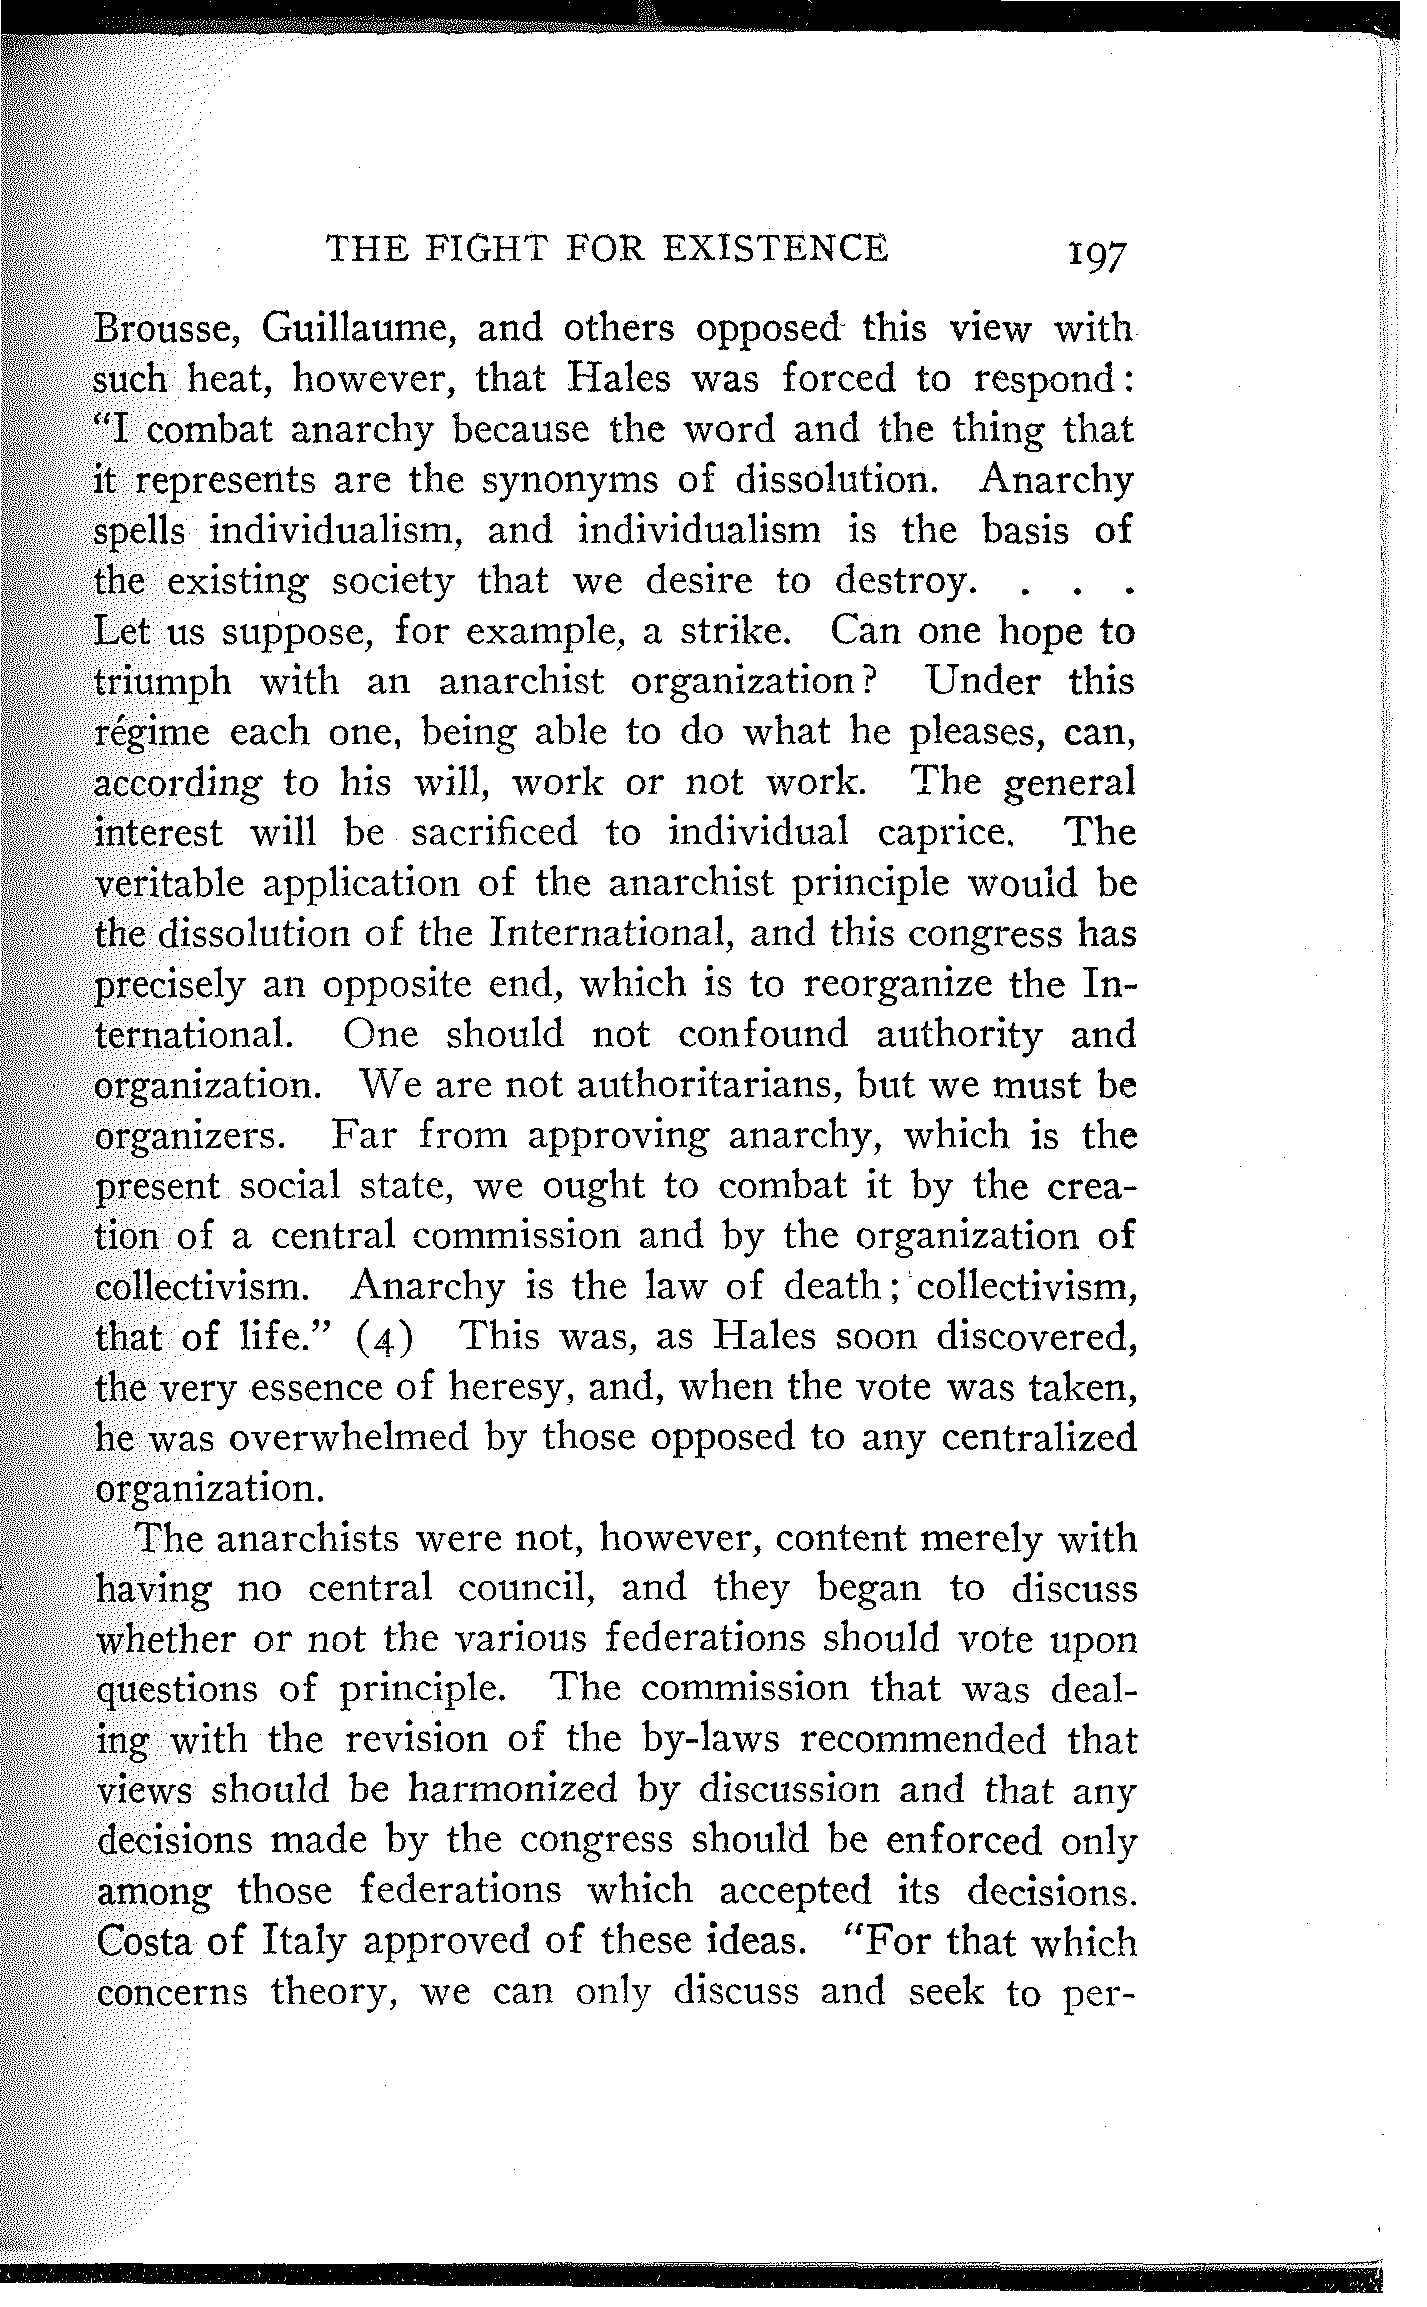 THE FIGHT FOR EXISTENCE 197
Brousse, Guillaume, and others opposed this view with
such heat, however, that Hales was forced to respond:
"I combat anarchy because the word and the thing that
it represents are the synonyms of dissolution. Anarchy
spells individualism, and individualism is the basis of
the existing society that we desire to destroy. . . .
Let us suppose, for example, a strike. Can one hope to
triumph with an anarchist organization? Under this
régime each one, being able to do what he pleases, can,
according to his will, work or not work. The general
interest will be sacrificed to individual caprice. The
veritable application of the anarchist principle would be
the dissolution of the International, and this congress has
precisely an opposite end, which is to reorganize the In-
ternational. One should not confound authority and
organization. We are not authoritarians, but we must be
organizers. Far from approving anarchy, which is the
present social state, we ought to combat it by the crea-
tion of a central commission and by the organization of
collectivism. Anarchy is the law of death; collectivism,
that of life." (4) This was, as Hales soon discovered,
the very essence of heresy, and, when the vote was taken,
he was overwhelmed by those opposed to any centralized
organization.
The anarchists were not, however, content merely with
having no central council, and they began to discuss
whether or not the various federations should vote upon
questions of principle. The commission that was deal-
ing with the revision of the by-laws recommended that
views should be harmonized by discussion and that any
decisions made by the congress should be enforced only
among those federations which accepted its decisions.
Costa of Italy approved of these ideas. "For that which
concerns theory, we can only discuss and seek to per-